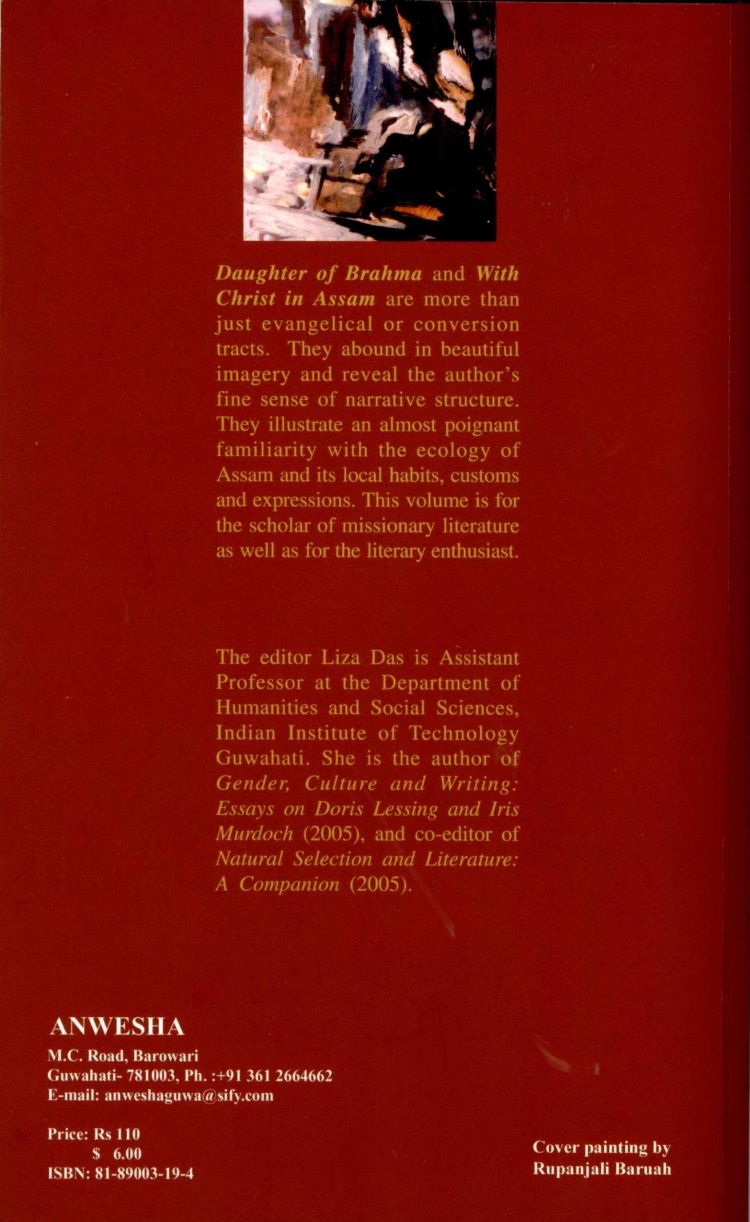 Daughter of Brahma and With
Christ in Assam are more than
just evangelical or conversion
tracts. They abound in beautiful
imagery and reveal the author's
fine sense of narrative structure.
They illustrate an almost poignant
familiarity with the ecology of
Assam and its local habits, customs
and expressions. This volume is for
the scholar of missionary literature
as well as for the literary enthusiast.
The editor Liza Das is Assistant
Professor at the Department of
Humanities and Social Sciences,
Indian Institute of Technology
Guwahati. She is the author of
Gender, Culture and Writing:
Essays on Doris Lessing and Iris
Murdoch (2005), and co-editor of
Natural Selection and Literature:
A Companion (2005).
ANWESHA
M.C. Road, Barowari
Guwahati- 781003, Ph. :+91 361 2664662
E-mail: anweshaguwa@sify.com
Price: Rs 110
$ 6.00
ISBN: 81-89003-19-4
Cover painting by
Rupanjali Baruah